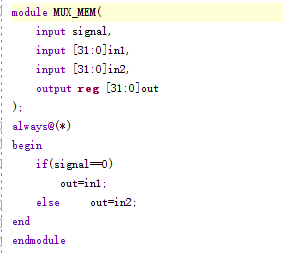 module MUX_MEM(
    input signal,
    input [31:0]in1,
    input [31:0]in2,
    output reg [31:0]out
);
always@(*)
begin
    if(signal==0)
        out=in1;
    else    out=in2;
end
endmodule